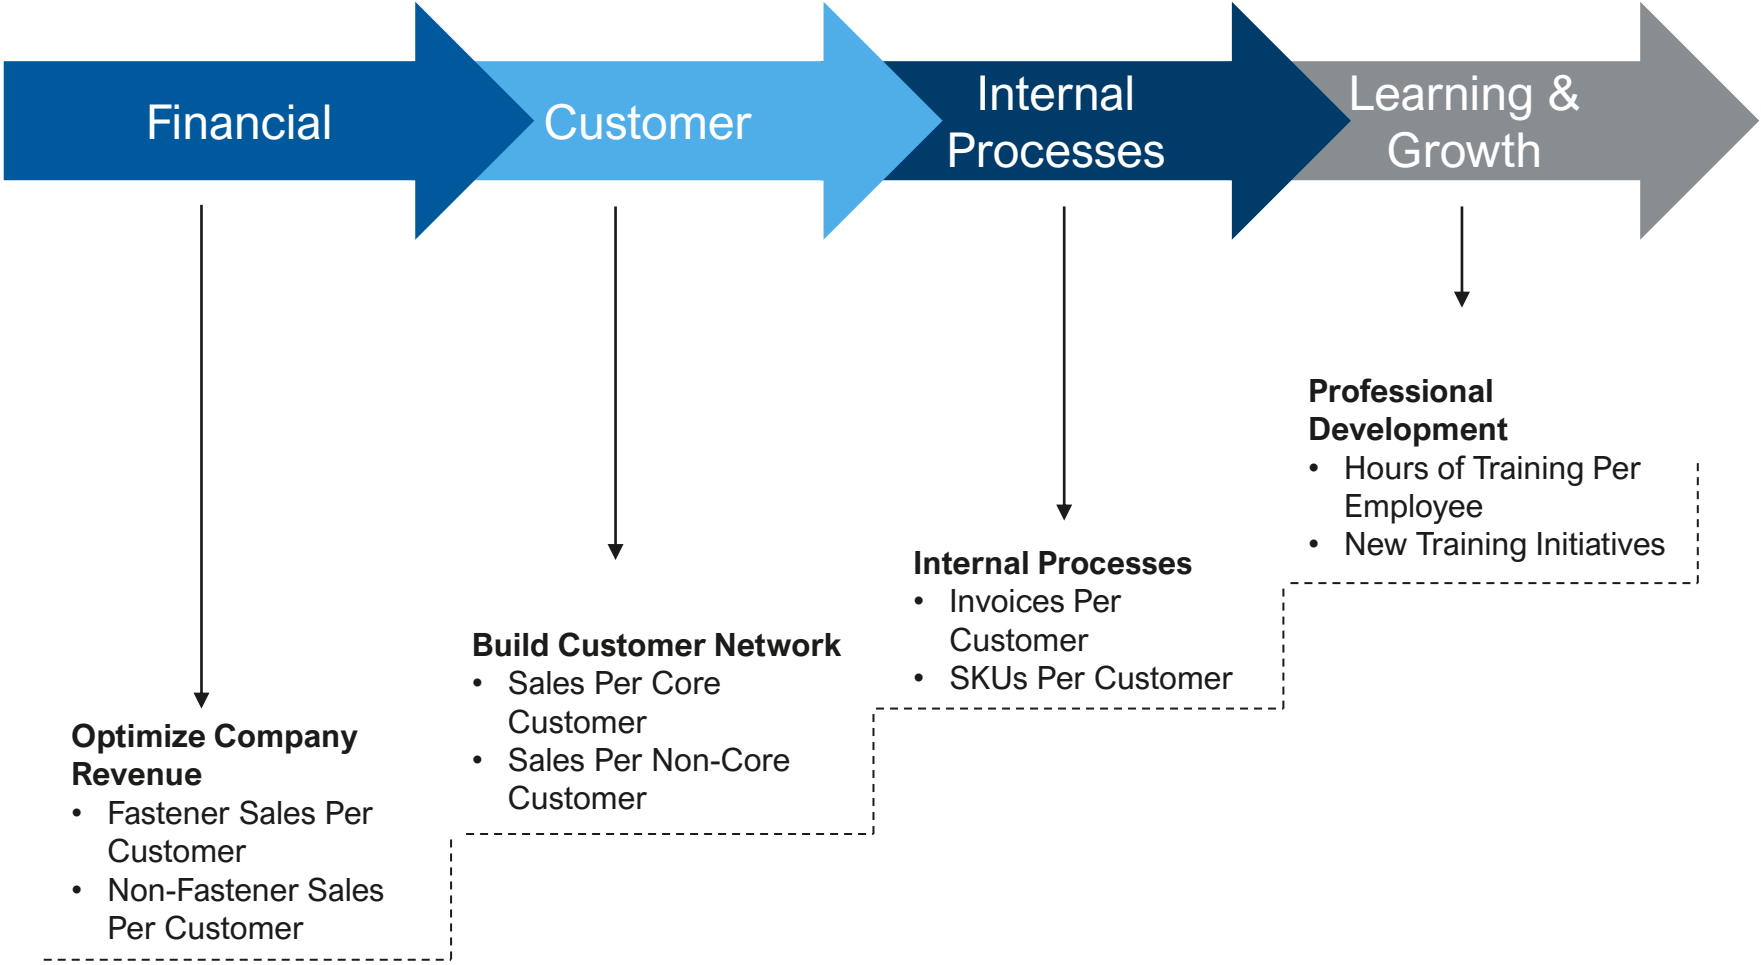 Financial
Customer
Internal
Processes
Learning &
Growth
Optimize Company
Revenue
• Fastener Sales Per
Customer
• Non-Fastener Sales
Per Customer
Build Customer Network
• Sales Per Core
Customer
• Sales Per Non-Core
Customer
Internal Processes
• Invoices Per
Customer
• SKUs Per Customer
Professional
Development
• Hours of Training Per
Employee
• New Training Initiatives